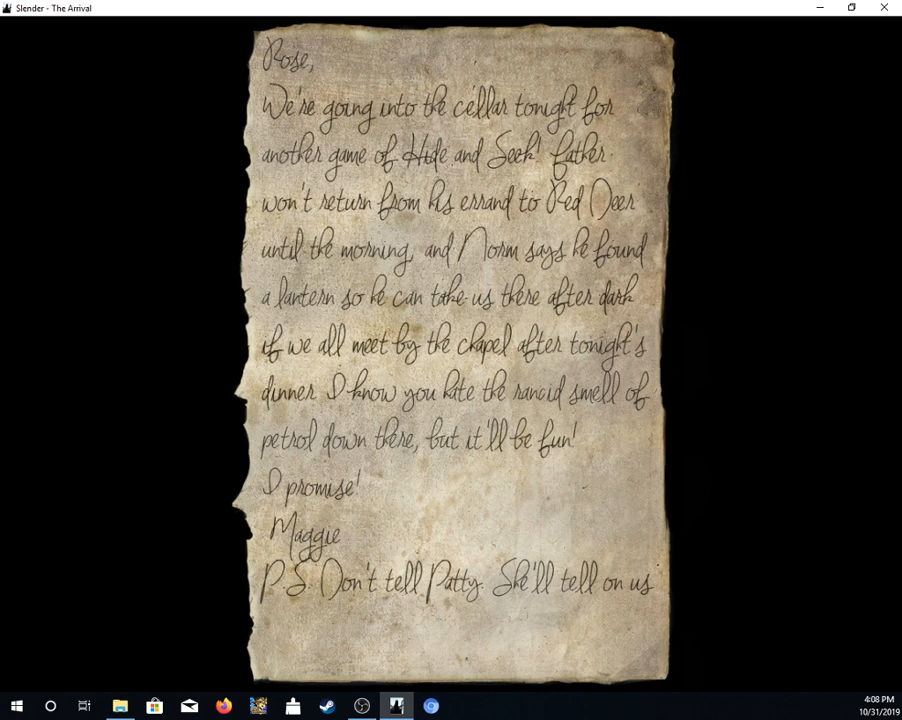 Slender - The Arrival
Rose,
We're going into the cellar tonight for
another game of Hide and Seek! Father
won't return from his errand to Red Deer
until the morning, and Norm says he found
a lantern so he can take us there after dark
if we all meet by the chapel after tonight's
dinner. I know you hate the rancid smell of
petrol down there, but it'll be fun!
I promise!
Maggie
P.S. Don't tell Patty. She'll tell on us
4:08 PM
10/31/2019